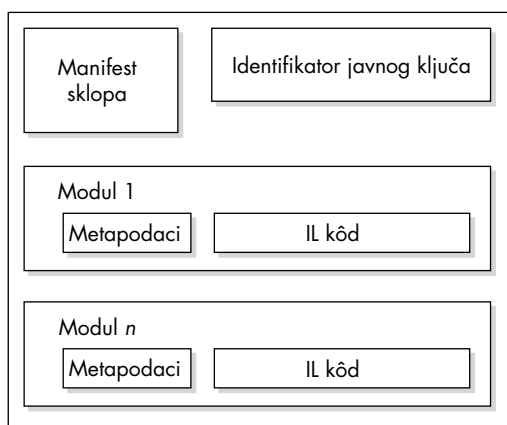 Manifest
sklopa
Identifikator javnog ključa
Modul 1
Metapodaci
IL kôd
Modul n
Metapodaci
IL kôd